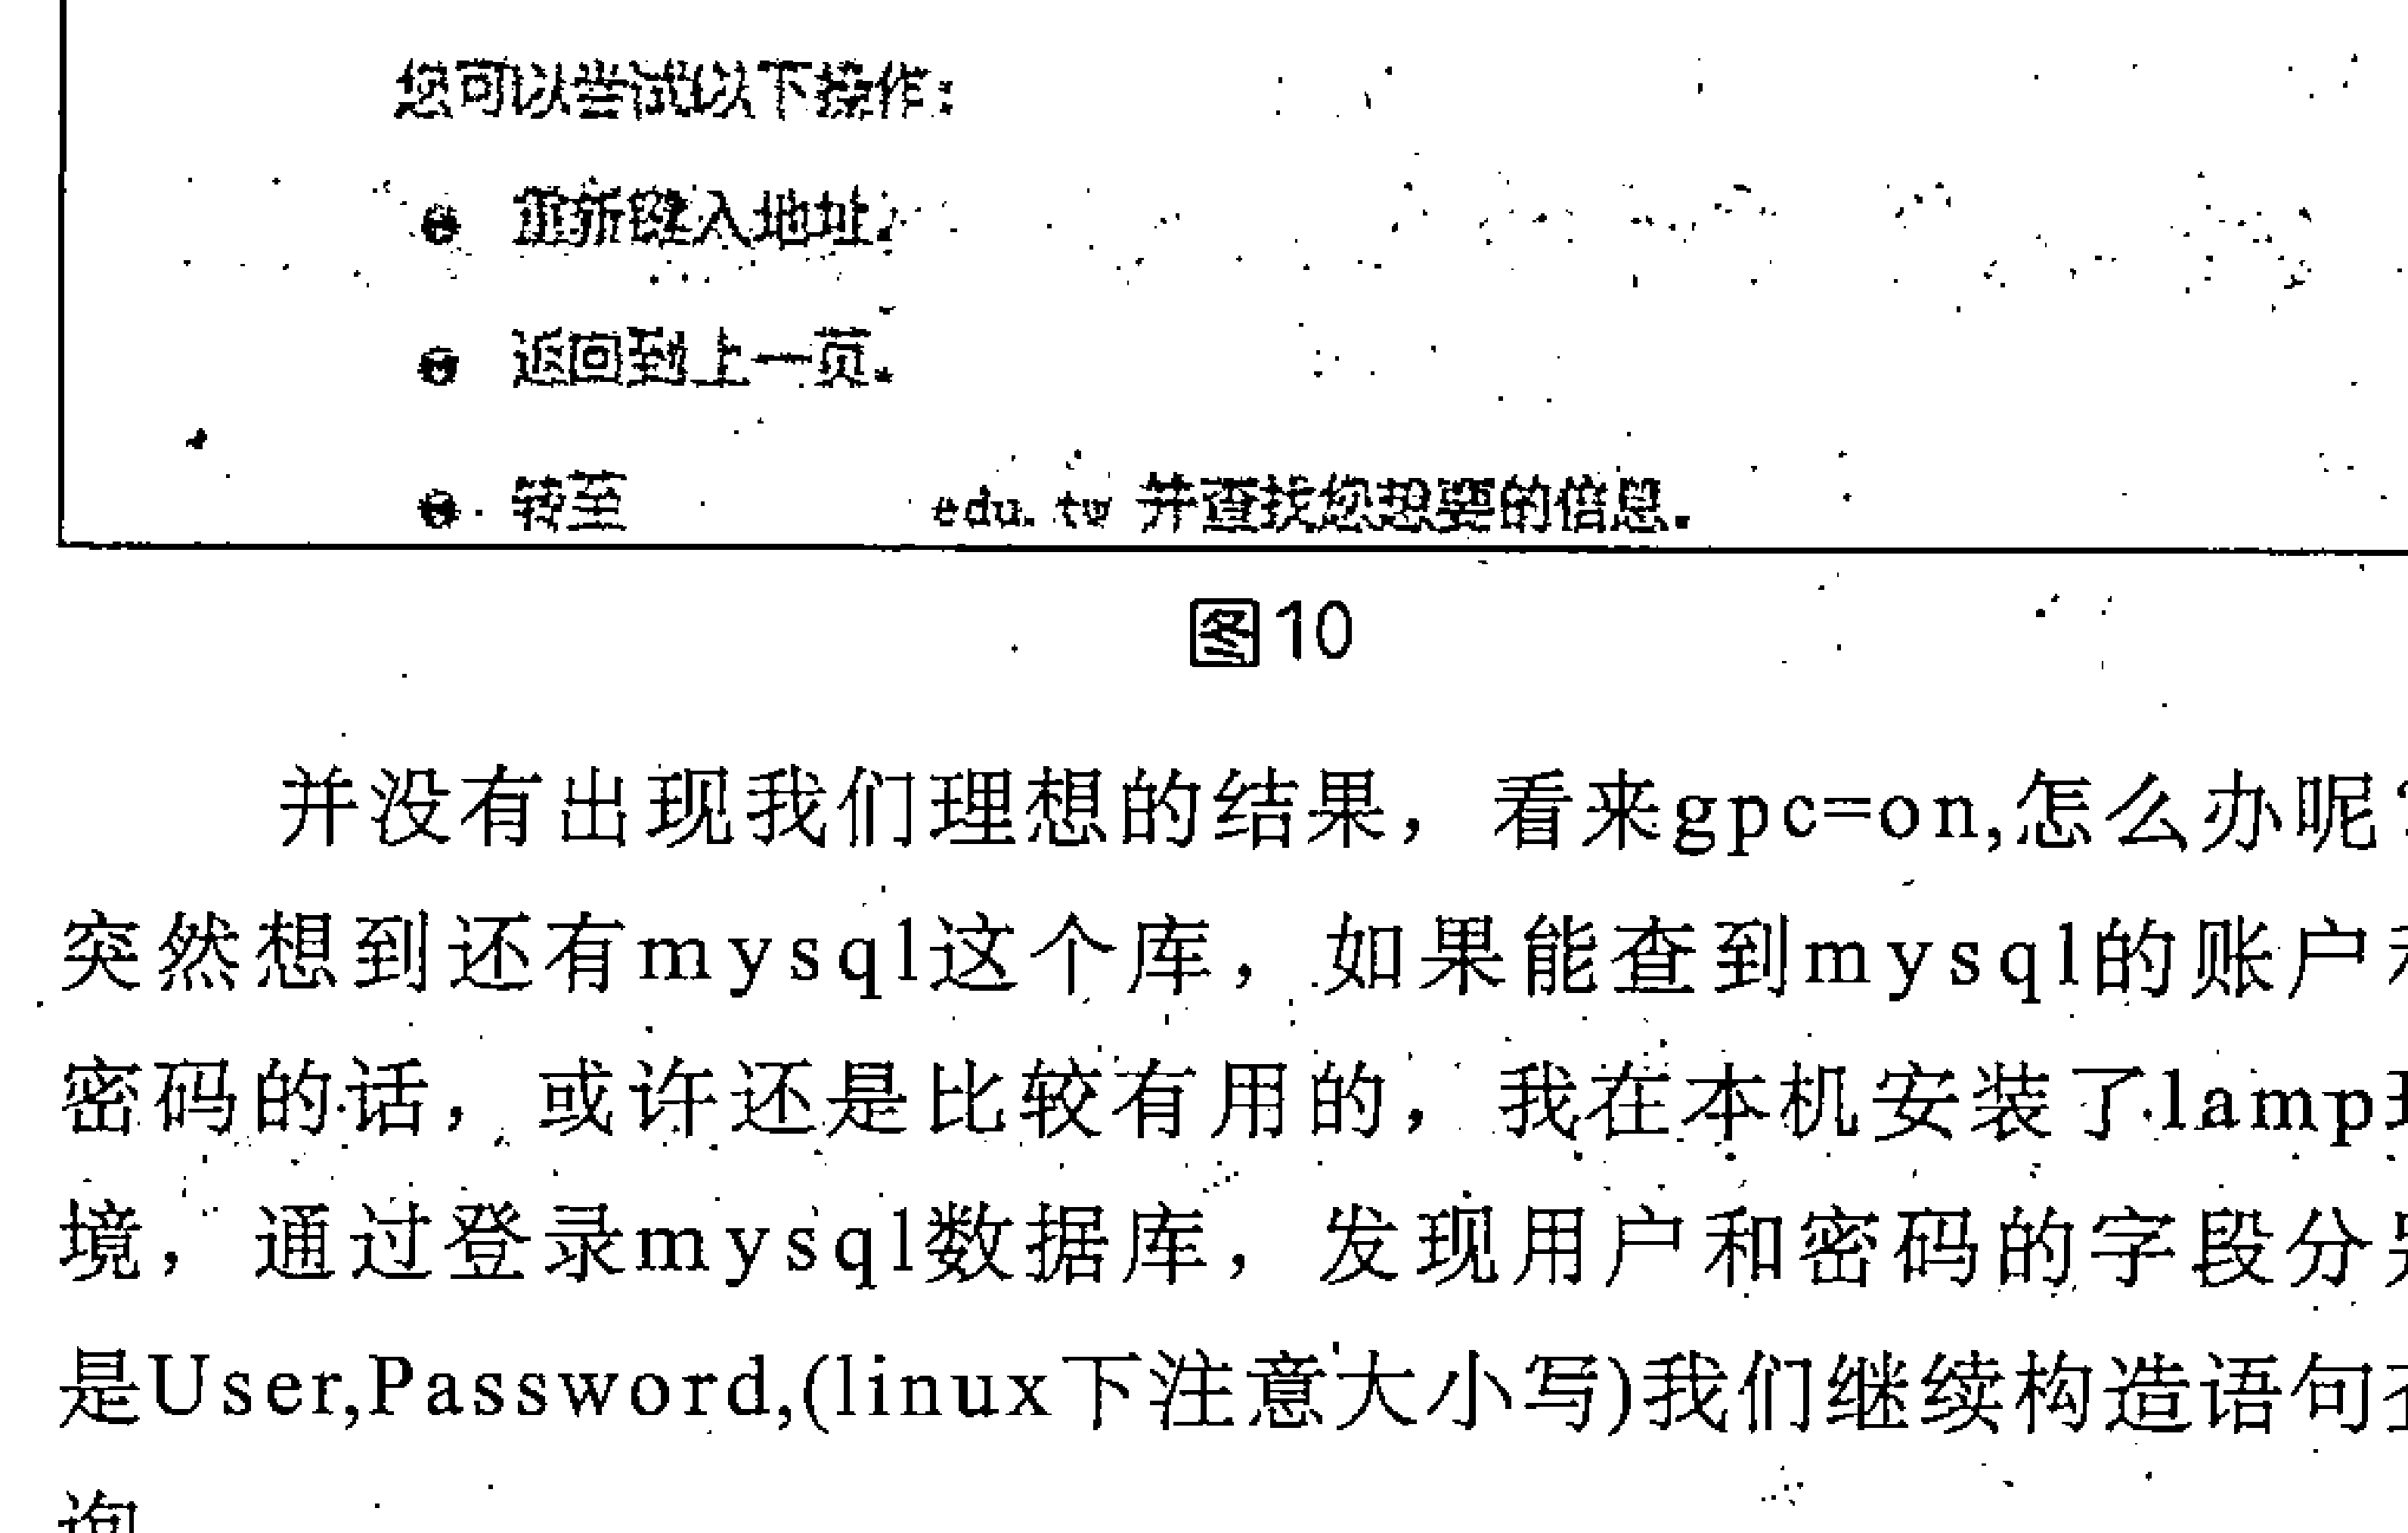 您可以尝试以下操作：
重新键入地址。
返回到上一页。
转至 edu.tw 并查找您想要的信息。
图10
并没有出现我们理想的结果，看来gpc=on,怎么办呢？
突然想到还有mysql这个库，如果能查到mysql的账户
密码的话，或许还是比较有用的，我在本机安装了lamp
境，通过登录mysql数据库，发现用户和密码的字段分
是User,Password,(linux下注意大小写)我们继续构造语句
询